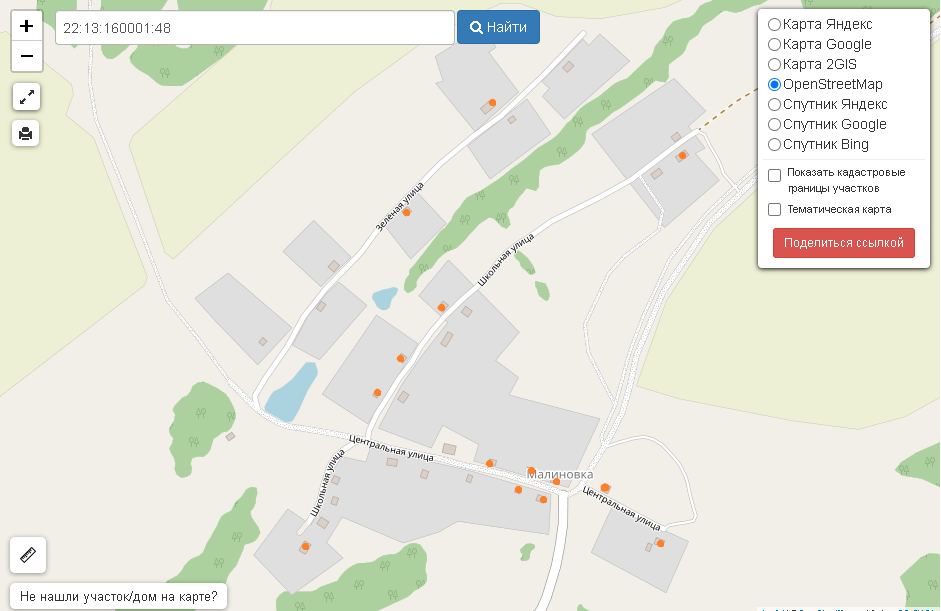 +
22:13:160001:48
Найти
−
Карта Яндекс
Карта Google
Карта 2GIS
OpenStreetMap
Спутник Яндекс
Спутник Google
Спутник Bing
Показать кадастровые
границы участков
Тематическая карта
Поделиться ссылкой
Зелёная улица
Школьная улица
Центральная улица
Школьная улица
Малиновка
Центральная улица
Не нашли участок/дом на карте?